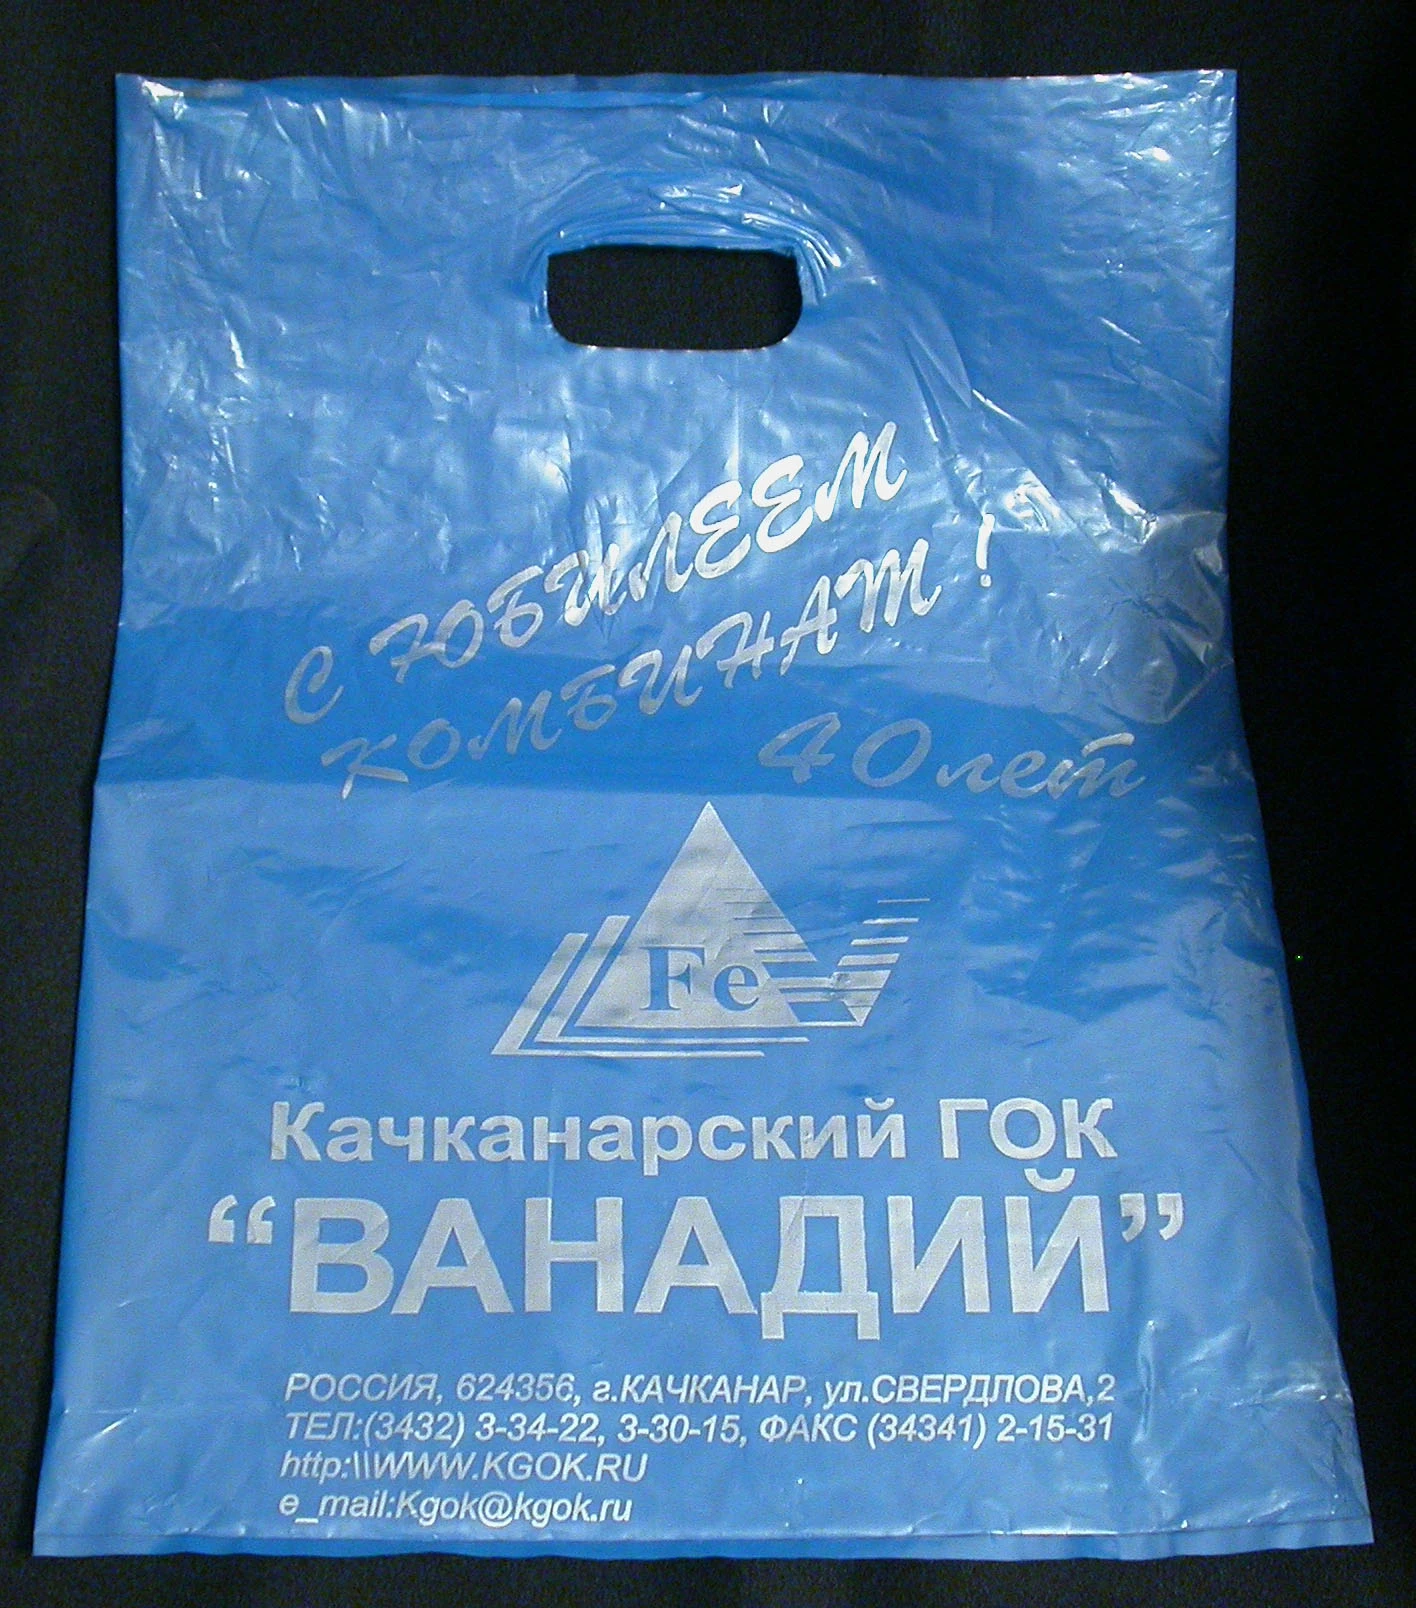 С ЮБИЛЕЕМ
КОМБИНАТ !
40 лет
Fe
Качканарский ГОК
“ВАНАДИЙ”
РОССИЯ, 624356, г.КАЧКАНАР, ул.СВЕРДЛОВА,2
ТЕЛ:(3432) 3-34-22, 3-30-15, ФАКС (34341) 2-15-31
http:\\WWW.KGOK.RU
e_mail:Kgok@kgok.ru